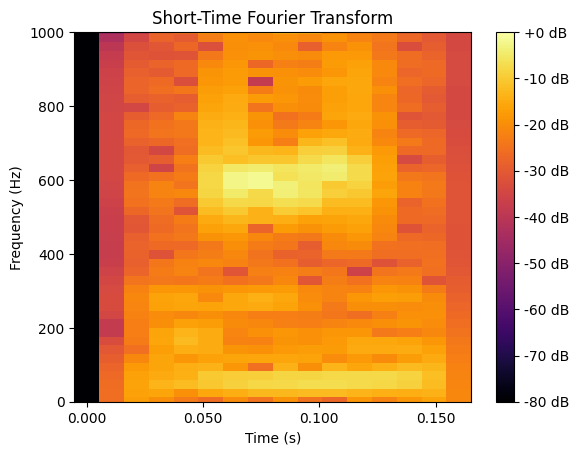 Short-Time Fourier Transform
Frequency (Hz)
1000
800
600
400
200
0
0.000
0.050
0.100
0.150
Time (s)
+0 dB
-10 dB
-20 dB
-30 dB
-40 dB
-50 dB
-60 dB
-70 dB
-80 dB